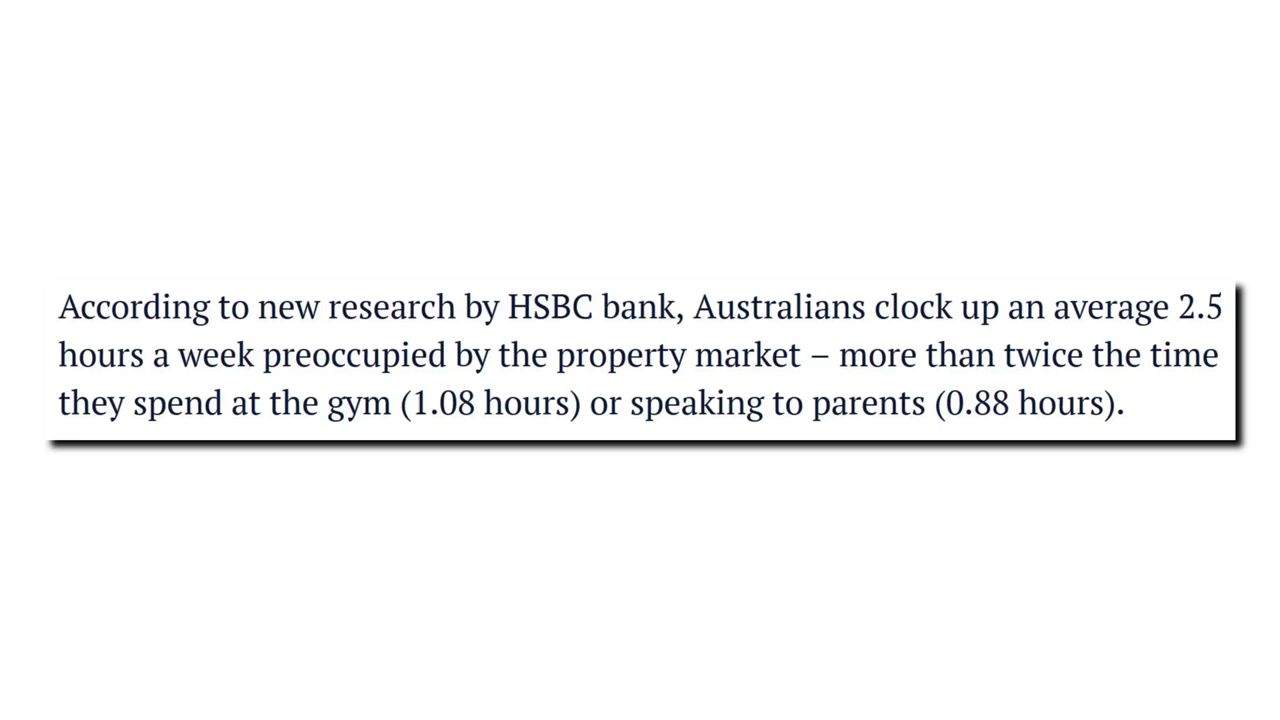 According to new research by HSBC bank, Australians clock up an average 2.5
hours a week preoccupied by the property market – more than twice the time
they spend at the gym (1.08 hours) or speaking to parents (0.88 hours).